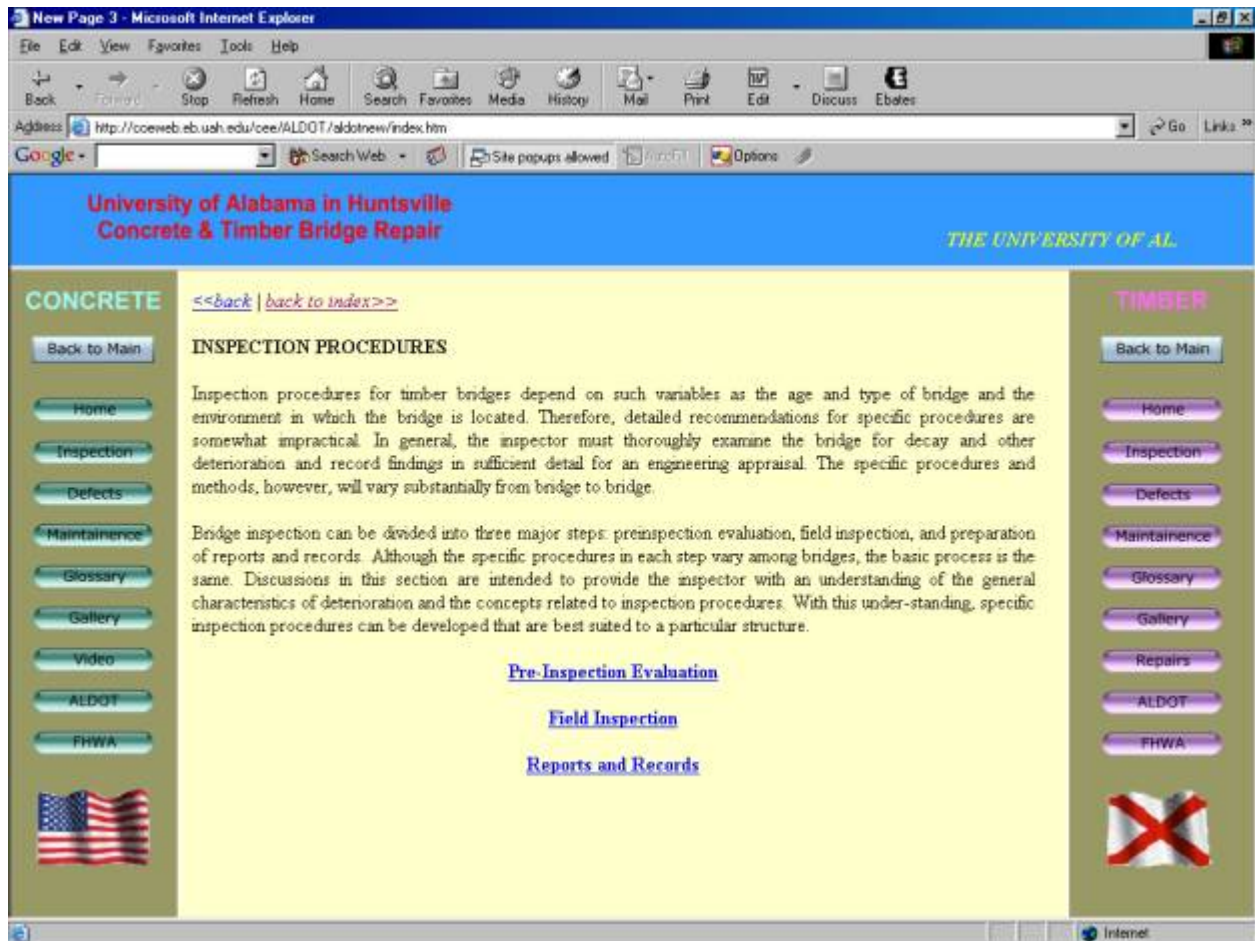 New Page 3 - Microsoft Internet Explorer
File Edit View Favorites Tools Help
Back Forward Stop Refresh Home Search Favorites Media History Mail Print Edit Discuss Ebates
Address http://coeweb.eb.uah.edu/cee/ALDOT/aldotnew/index.htm Go Links »
Google Search Web Site popups allowed AutoFill Options
University of Alabama in Huntsville
Concrete & Timber Bridge Repair
THE UNIVERSITY OF AL.
CONCRETE
Back to Main
Home
Inspection
Defects
Maintainence
Glossary
Gallery
Video
ALDOT
FHWA
<<back | back to index>>
INSPECTION PROCEDURES
Inspection procedures for timber bridges depend on such variables as the age and type of bridge and the
environment in which the bridge is located. Therefore, detailed recommendations for specific procedures are
somewhat impractical. In general, the inspector must thoroughly examine the bridge for decay and other
deterioration and record findings in sufficient detail for an engineering appraisal. The specific procedures and
methods, however, will vary substantially from bridge to bridge.
Bridge inspection can be divided into three major steps: preinspection evaluation, field inspection, and preparation
of reports and records. Although the specific procedures in each step vary among bridges, the basic process is the
same. Discussions in this section are intended to provide the inspector with an understanding of the general
characteristics of deterioration and the concepts related to inspection procedures. With this under-standing, specific
inspection procedures can be developed that are best suited to a particular structure.
Pre-Inspection Evaluation
Field Inspection
Reports and Records
TIMBER
Back to Main
Home
Inspection
Defects
Maintainence
Glossary
Gallery
Repairs
ALDOT
FHWA
Internet